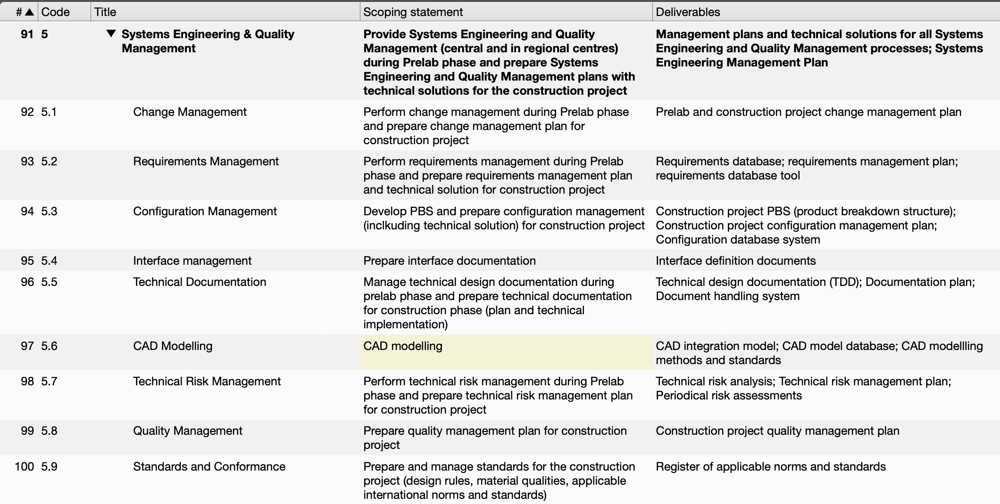 # ▲ Code Title Scoping statement Deliverables
91 5 ▼ Systems Engineering & Quality Provide Systems Engineering and Quality Management plans and technical solutions for all Systems
Management Management (central and in regional centres) Engineering and Quality Management processes; Systems
during Prelab phase and prepare Systems Engineering Management Plan
Engineering and Quality Management plans with
technical solutions for the construction project
92 5.1 Change Management Perform change management during Prelab phase Prelab and construction project change management plan
and prepare change management plan for
construction project
93 5.2 Requirements Management Perform requirements management during Prelab Requirements database; requirements management plan;
phase and prepare requirements management plan requirements database tool
and technical solution for construction project
94 5.3 Configuration Management Develop PBS and prepare configuration management Construction project PBS (product breakdown structure);
(inclkuding technical solution) for construction project Construction project configuration management plan;
Configuration database system
95 5.4 Interface management Prepare interface documentation Interface definition documents
96 5.5 Technical Documentation Manage technical design documentation during Technical design documentation (TDD); Documentation plan;
prelab phase and prepare technical documentation Document handling system
for construction phase (plan and technical
implementation)
97 5.6 CAD Modelling CAD modelling CAD integration model; CAD model database; CAD modellling
methods and standards
98 5.7 Technical Risk Management Perform technical risk management during Prelab Technical risk analysis; Technical risk management plan;
phase and prepare technical risk management plan Periodical risk assessments
for construction project
99 5.8 Quality Management Prepare quality management plan for construction Construction project quality management plan
project
100 5.9 Standards and Conformance Prepare and manage standards for the construction Register of applicable norms and standards
project (design rules, material qualities, applicable
international norms and standards)